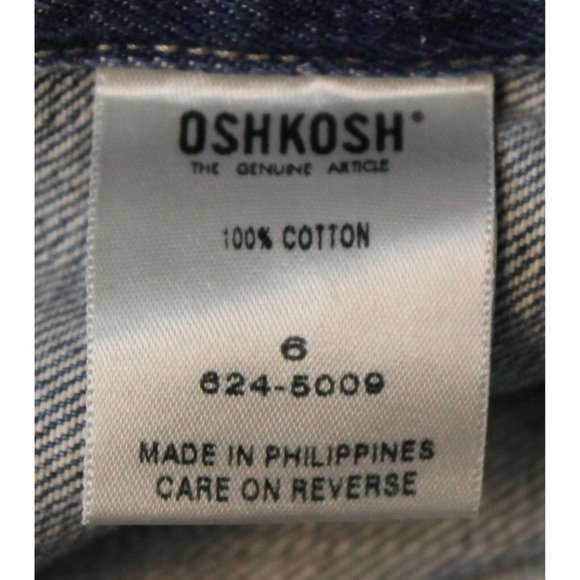 OSHKOSH®
THE GENUINE ARTICLE
100% COTTON
6
624-5009
MADE IN PHILIPPINES
CARE ON REVERSE